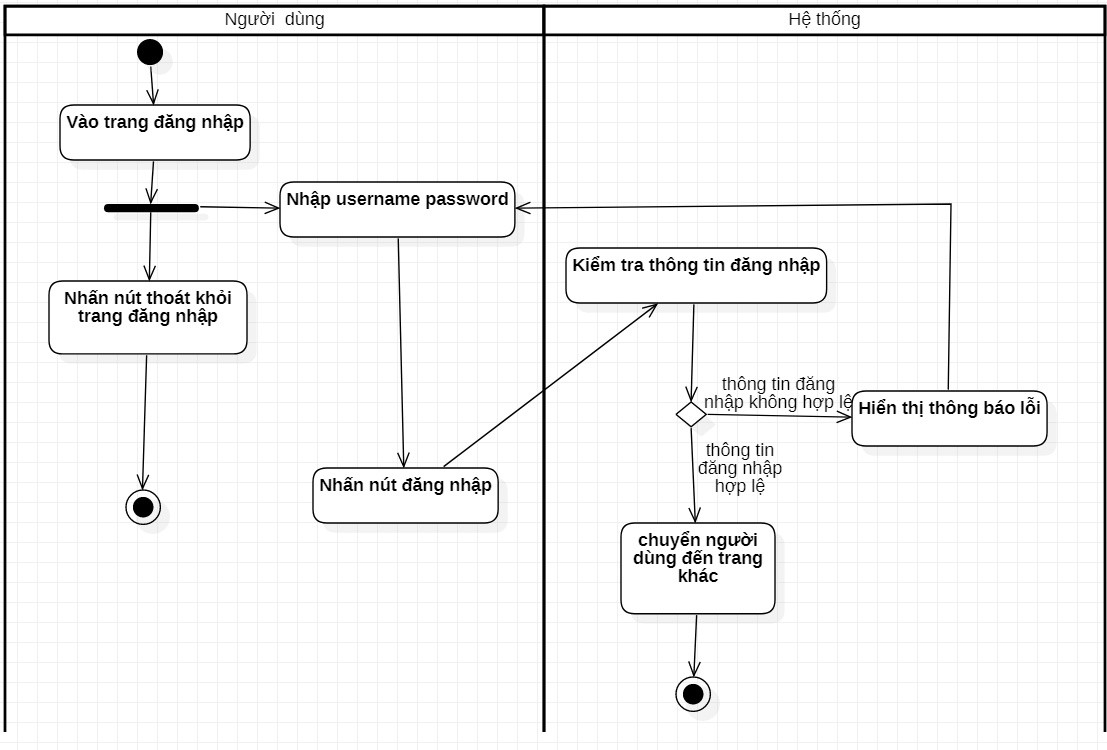 Người  dùng
Hệ thống
Vào trang đăng nhập
Nhập username password
Kiểm tra thông tin đăng nhập
Nhấn nút thoát khỏi
trang đăng nhập
thông tin đăng
nhập không hợp lệ
Hiển thị thông báo lỗi
thông tin
đăng nhập
hợp lệ
Nhấn nút đăng nhập
chuyển người
dùng đến trang
khác